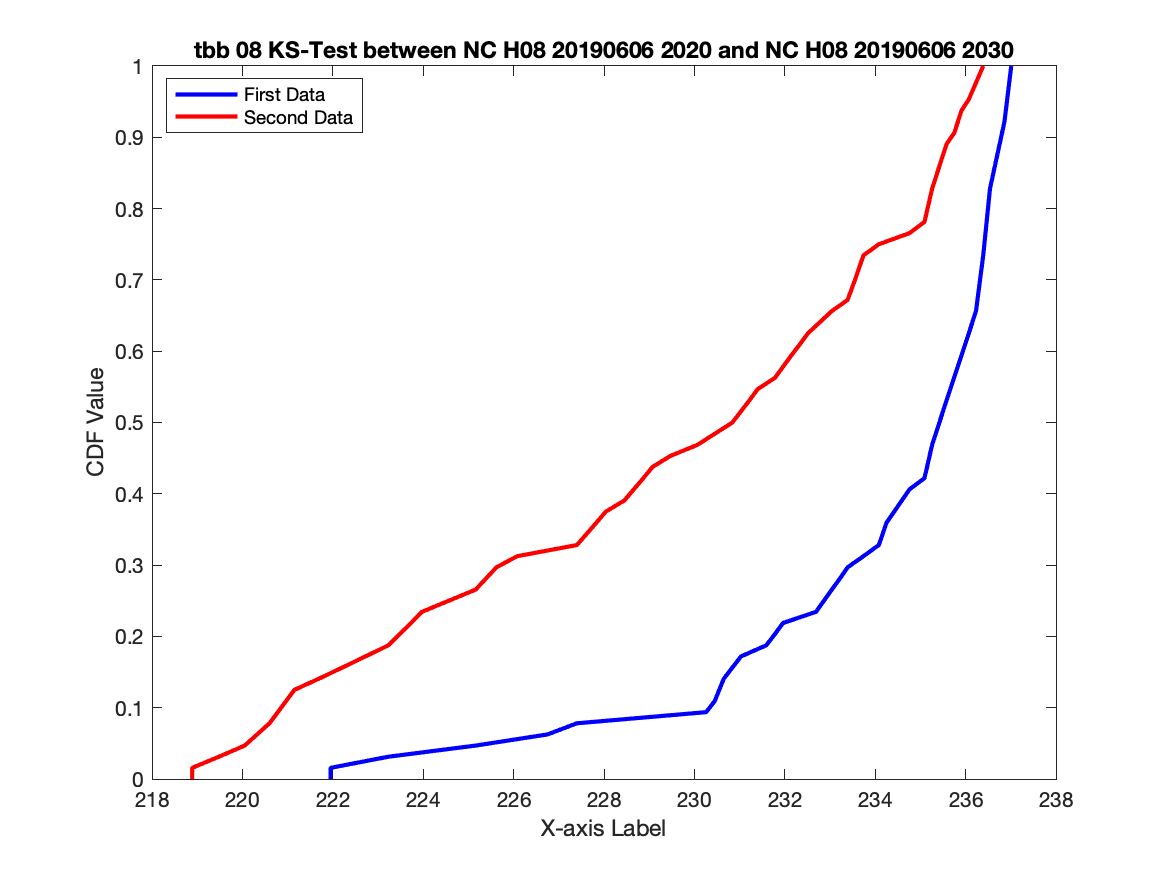 tbb 08 KS-Test between NC H08 20190606 2020 and NC H08 20190606 2030
First Data
Second Data
1
0.9
0.8
0.7
0.6
0.5
0.4
0.3
0.2
0.1
0
CDF Value
218 220 222 224 226 228 230 232 234 236 238
X-axis Label